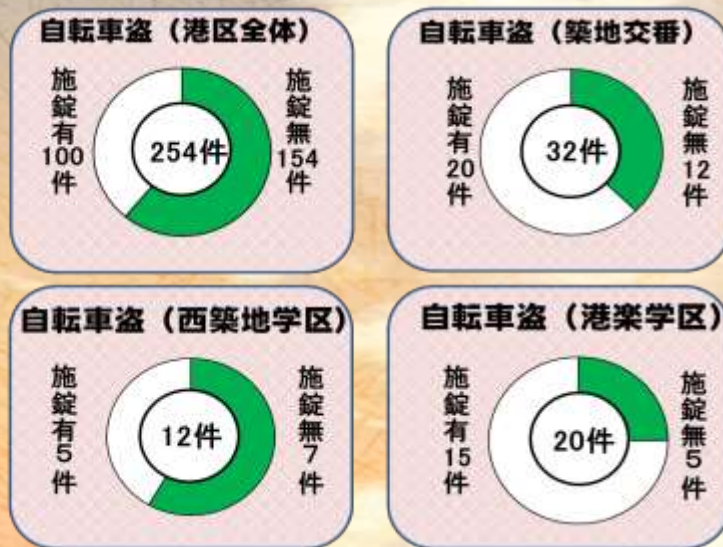 自転車盗（港区全体）
施錠有100件
254件
施錠無154件
自転車盗（築地交番）
施錠有20件
32件
施錠無12件
自転車盗（西築地学区）
施錠有5件
12件
施錠無7件
自転車盗（港楽学区）
施錠有15件
20件
施錠無5件